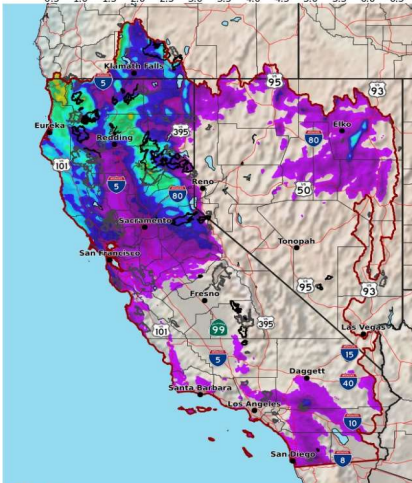 Klamath Falls
5
95
93
Eureka
Redding
395
Elko
80
101
5
Reno
80
50
Sacramento
San Francisco
Tonopah
95
93
Fresno
101
99
395
Las Vegas
5
15
Daggett
40
Santa Barbara
Los Angeles
10
San Diego
8